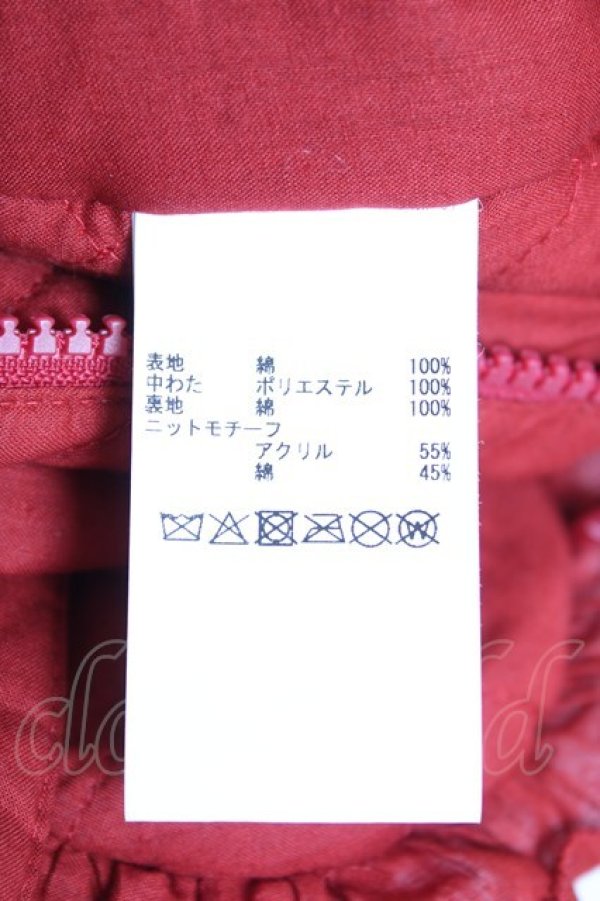 表地 綿 100%
中わた ポリエステル 100%
裏地 綿 100%
ニットモチーフ
アクリル 55%
綿 45%